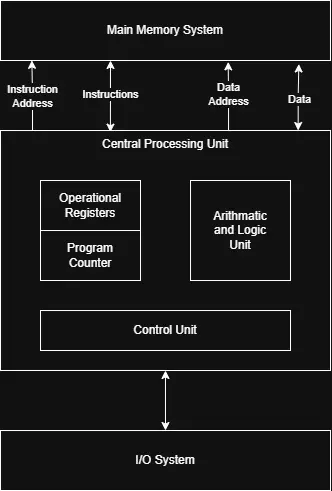 Main Memory System
Instruction
Address
Instructions
Data
Address
Data
Central Processing Unit
Operational
Registers
Program
Counter
Arithmatic
and Logic
Unit
Control Unit
I/O System